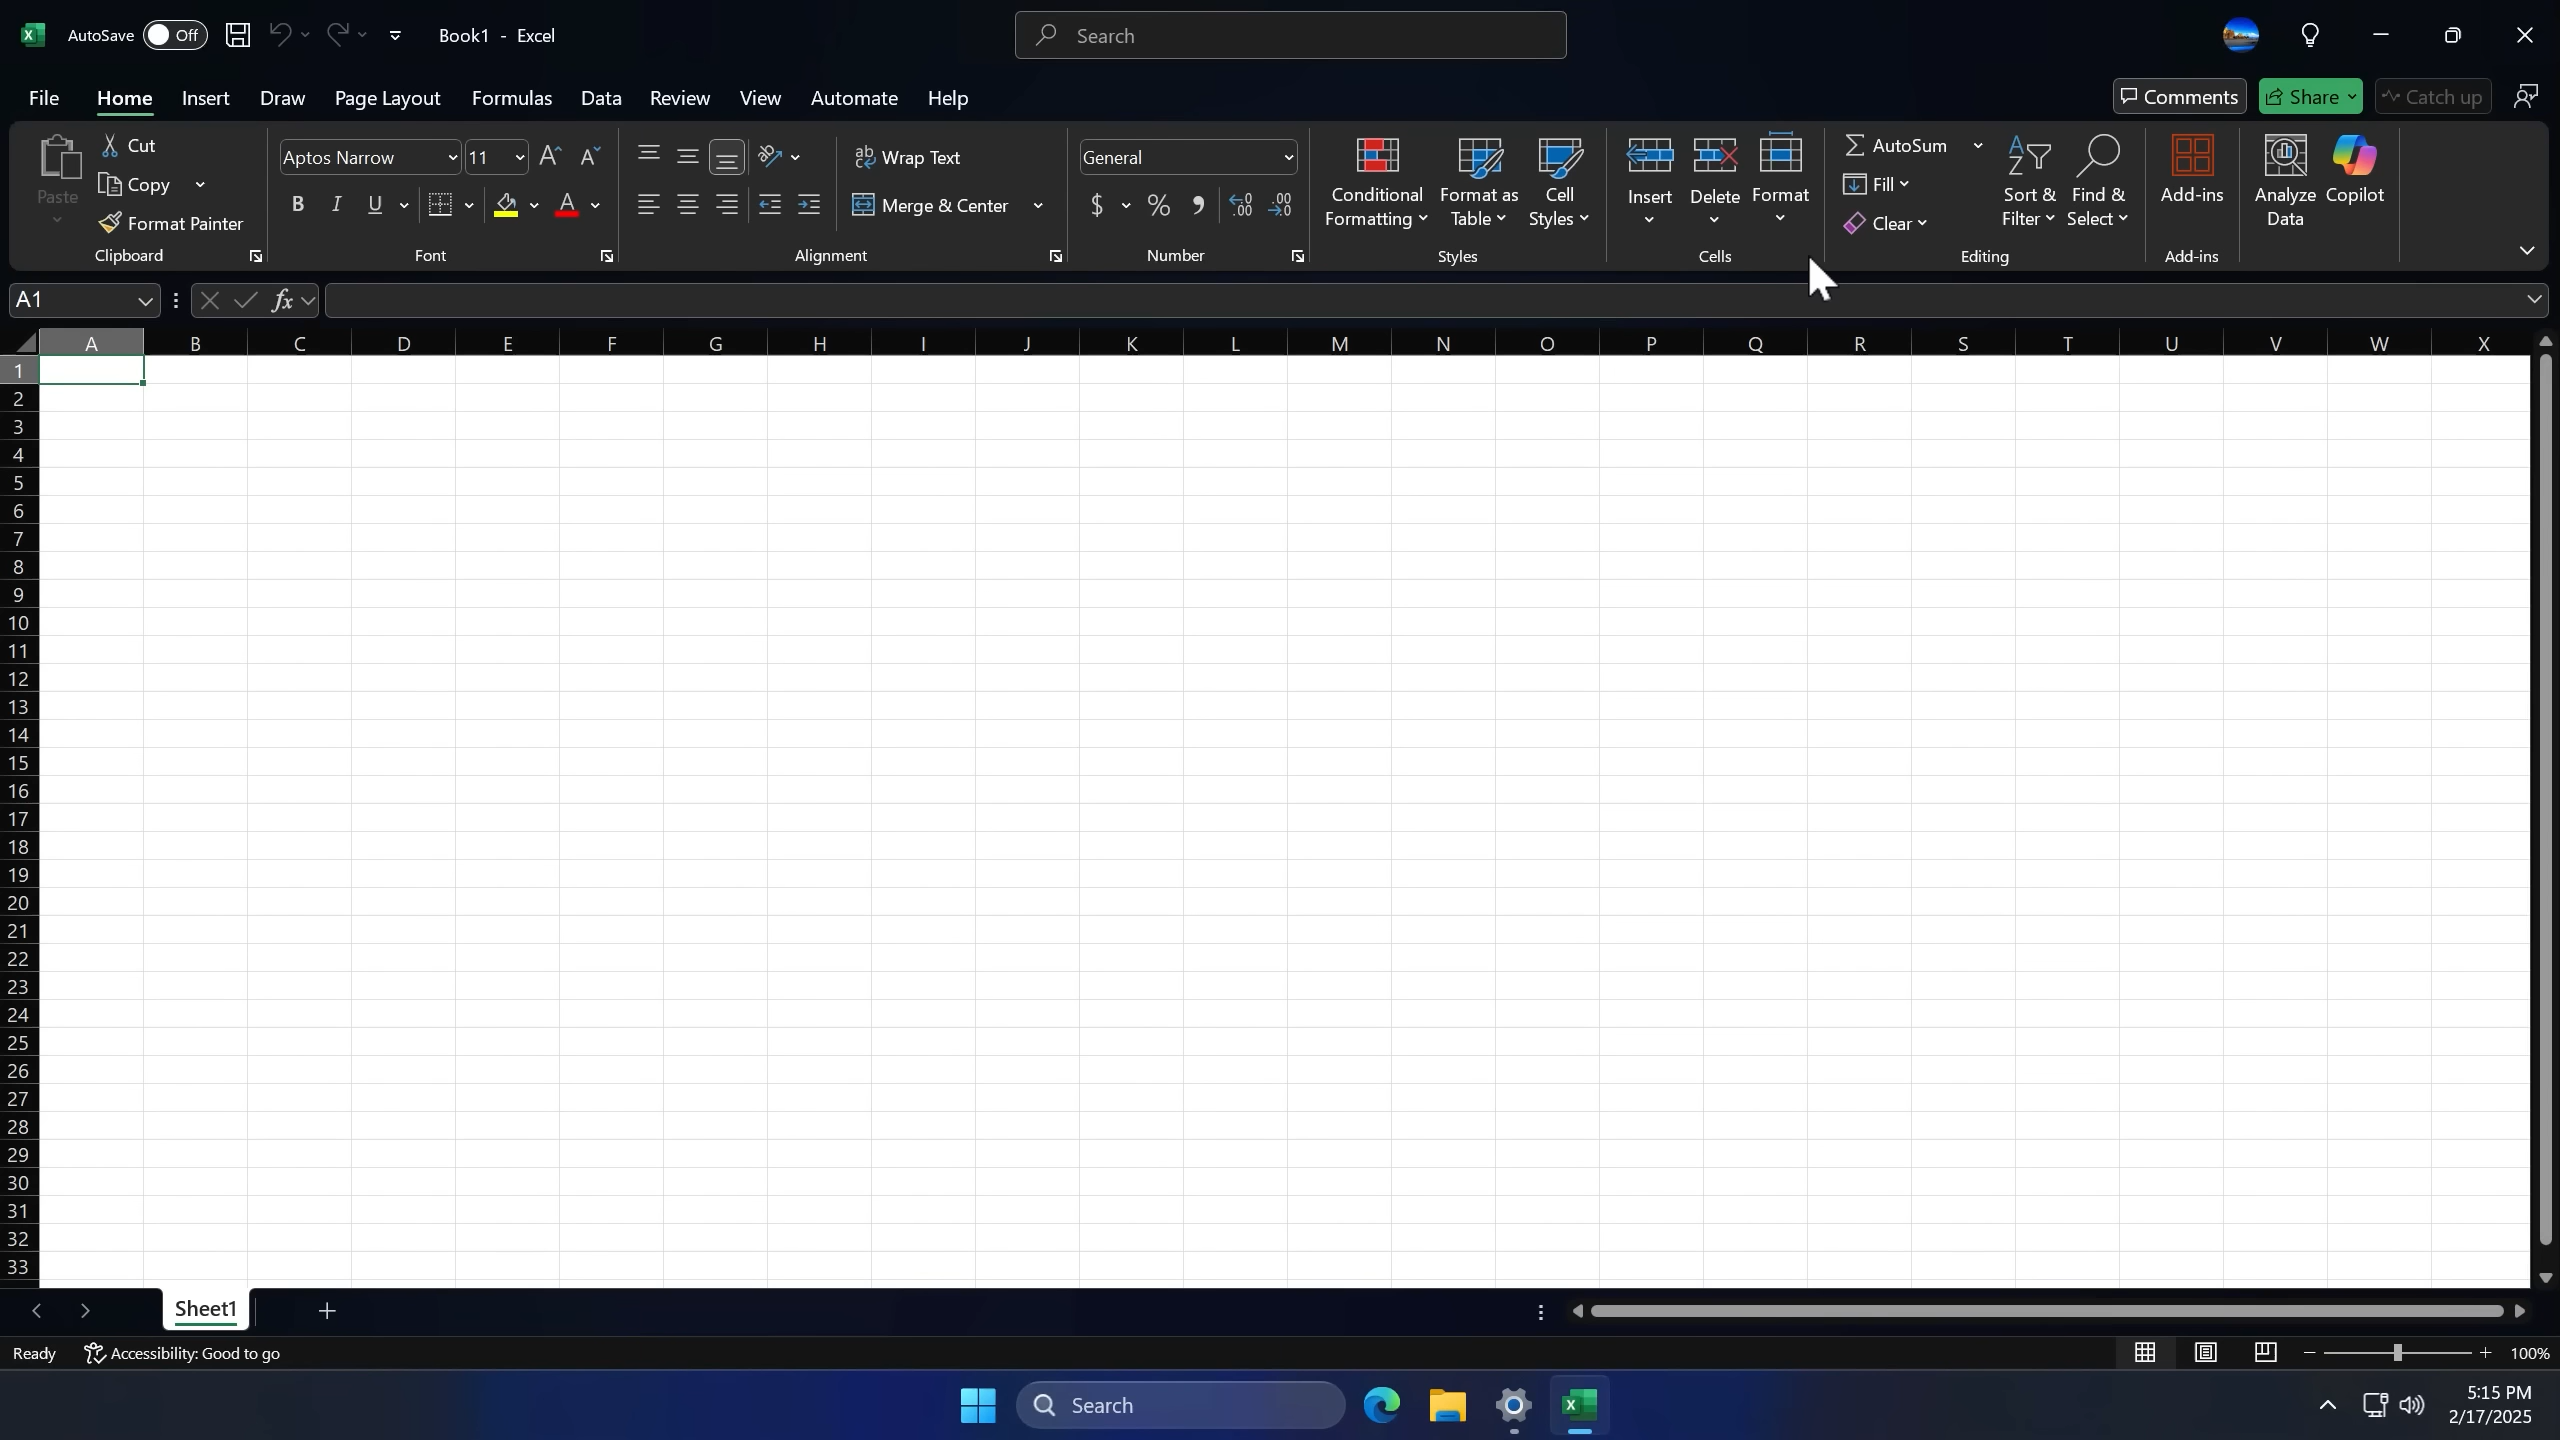 AutoSave Off Book1 - Excel Search
File Home Insert Draw Page Layout Formulas Data Review View Automate Help Comments Share Catch up
Paste
Cut
Copy
Format Painter
Clipboard
Aptos Narrow 11
B I U A
Font
Wrap Text
Merge & Center
Alignment
General
$ % ,
Number
Conditional
Formatting
Format as
Table
Cell
Styles
Styles
Insert Delete Format
Cells
AutoSum
Fill
Clear
Sort &
Filter
Find &
Select
Editing
Add-ins
Add-ins
Analyze
Data
Copilot
A1 fx
A B C D E F G H I J K L M N O P Q R S T U V W X
1
2
3
4
5
6
7
8
9
10
11
12
13
14
15
16
17
18
19
20
21
22
23
24
25
26
27
28
29
30
31
32
33
Sheet1
Ready Accessibility: Good to go 100%
Search
5:15 PM
2/17/2025